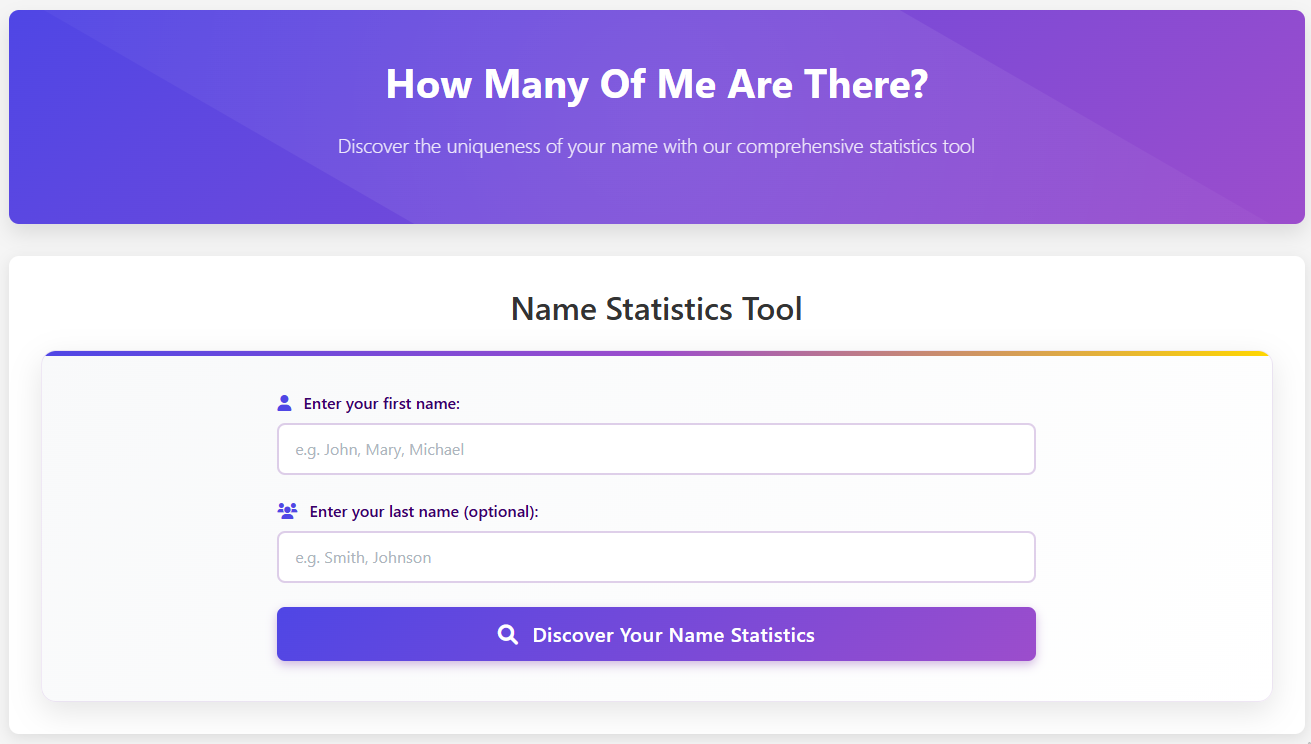 How Many Of Me Are There?
Discover the uniqueness of your name with our comprehensive statistics tool
Name Statistics Tool
Enter your first name:
e.g. John, Mary, Michael
Enter your last name (optional):
e.g. Smith, Johnson
Discover Your Name Statistics